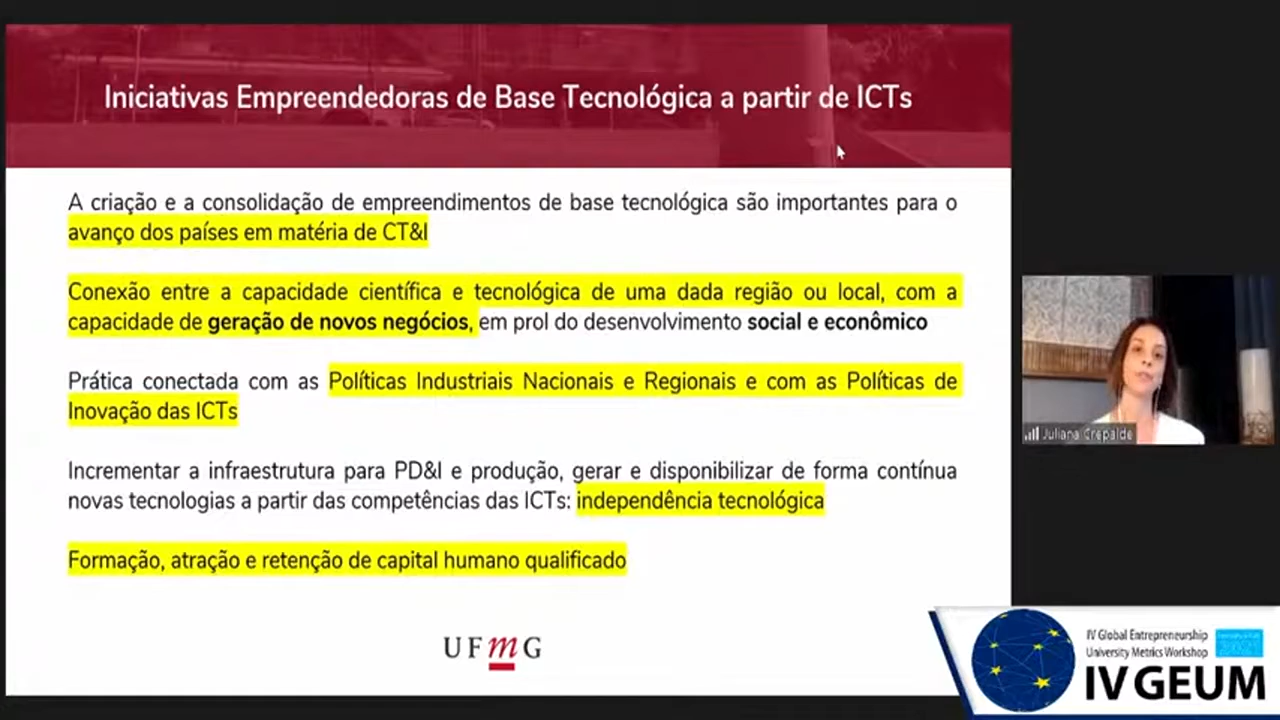 Iniciativas Empreendedoras de Base Tecnológica a partir de ICTs
A criação e a consolidação de empreendimentos de base tecnológica são importantes para o
avanço dos países em matéria de CT&I
Conexão entre a capacidade científica e tecnológica de uma dada região ou local, com a
capacidade de geração de novos negócios, em prol do desenvolvimento social e econômico
Prática conectada com as Políticas Industriais Nacionais e Regionais e com as Políticas de
Inovação das ICTs
Incrementar a infraestrutura para PD&I e produção, gerar e disponibilizar de forma contínua
novas tecnologias a partir das competências das ICTs: independência tecnológica
Formação, atração e retenção de capital humano qualificado
UFmG
Juliana Crepalde
IV Global Entrepreneurship
University Metrics Workshop
IV GEUM